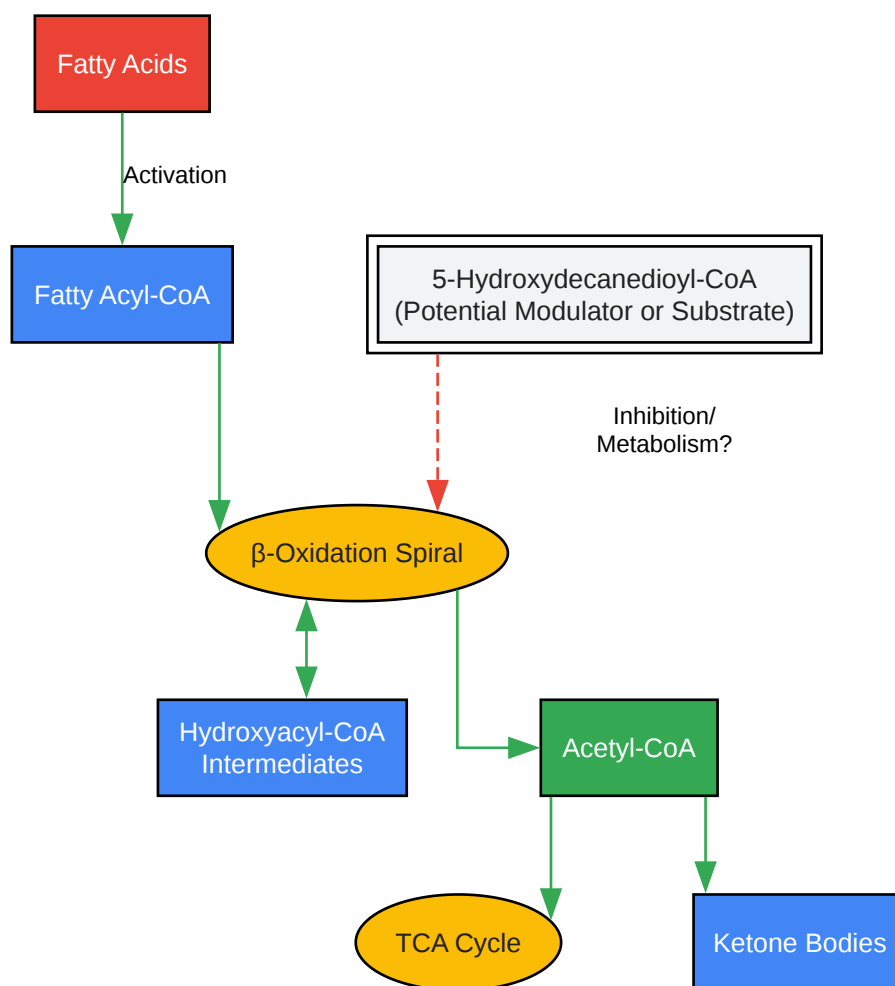 Fatty Acids
Activation
Fatty Acyl-CoA
5-Hydroxydecanedioyl-CoA
(Potential Modulator or Substrate)
Inhibition/
Metabolism?
β-Oxidation Spiral
Hydroxyacyl-CoA
Intermediates
Acetyl-CoA
TCA Cycle
Ketone Bodies